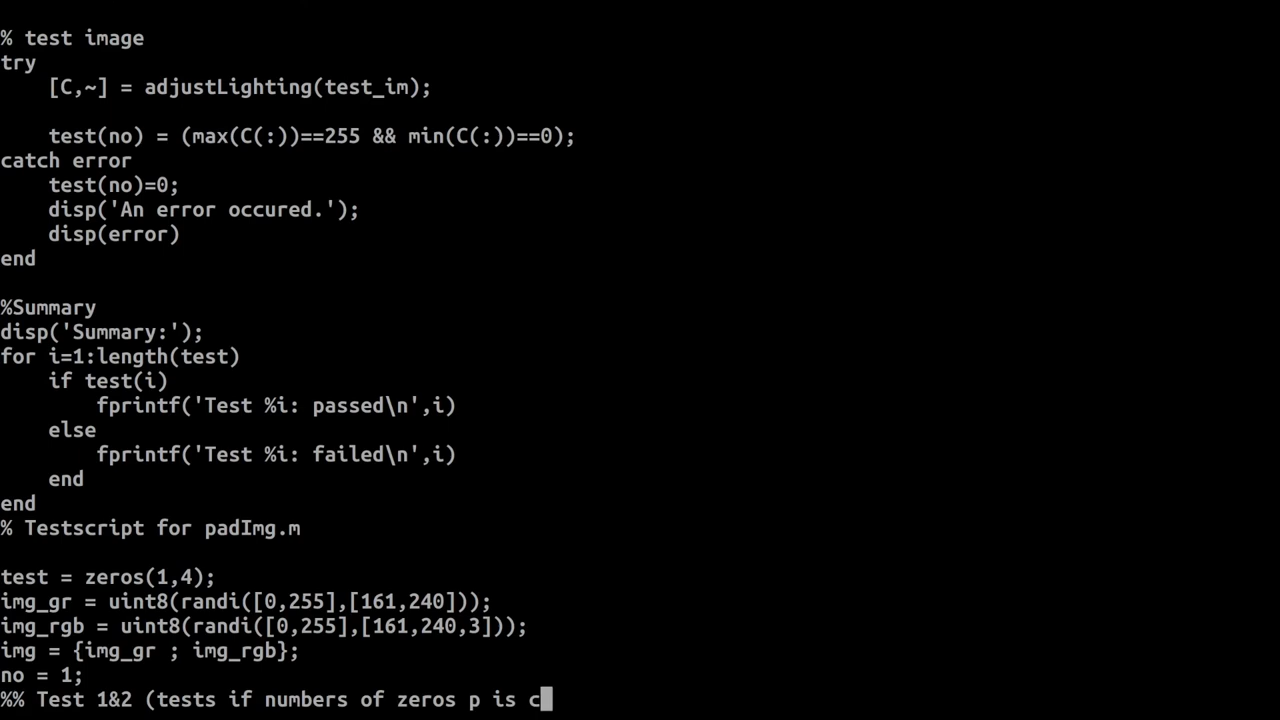 % test image
try
    [C,~] = adjustLighting(test_im);
    test(no) = (max(C(:))==255 && min(C(:))==0);
catch error
    test(no)=0;
    disp('An error occured.');
    disp(error)
end
%Summary
disp('Summary:');
for i=1:length(test)
    if test(i)
        fprintf('Test %i: passed\n',i)
    else
        fprintf('Test %i: failed\n',i)
    end
end
% Testscript for padImg.m
test = zeros(1,4);
img_gr = uint8(randi([0,255],[161,240]));
img_rgb = uint8(randi([0,255],[161,240,3]));
img = {img_gr ; img_rgb};
no = 1;
%% Test 1&2 (tests if numbers of zeros p is c